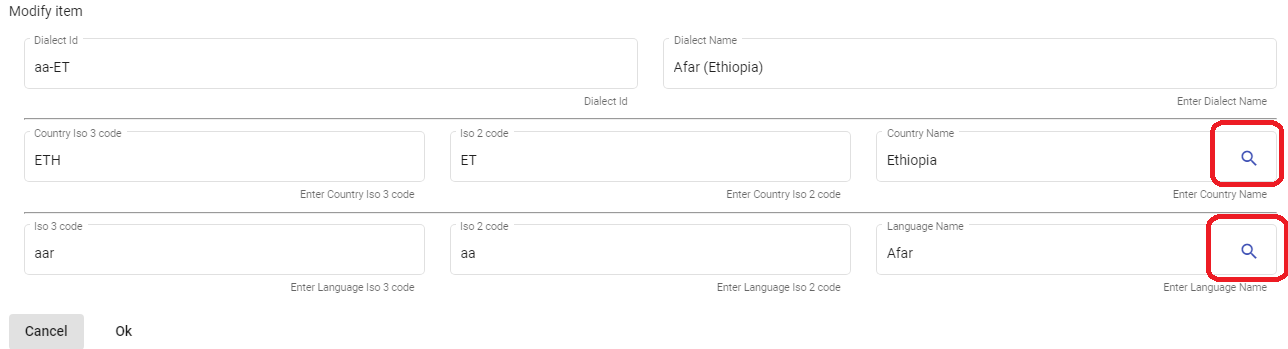 Modify item
Dialect Id Dialect Name
aa-ET Afar (Ethiopia)
Dialect Id Enter Dialect Name
Country Iso 3 code Iso 2 code Country Name
ETH ET Ethiopia
Enter Country Iso 3 code Enter Country Iso 2 code Enter Country Name
Iso 3 code Iso 2 code Language Name
aar aa Afar
Enter Language Iso 3 code Enter Language Iso 2 code Enter Language Name
Cancel Ok